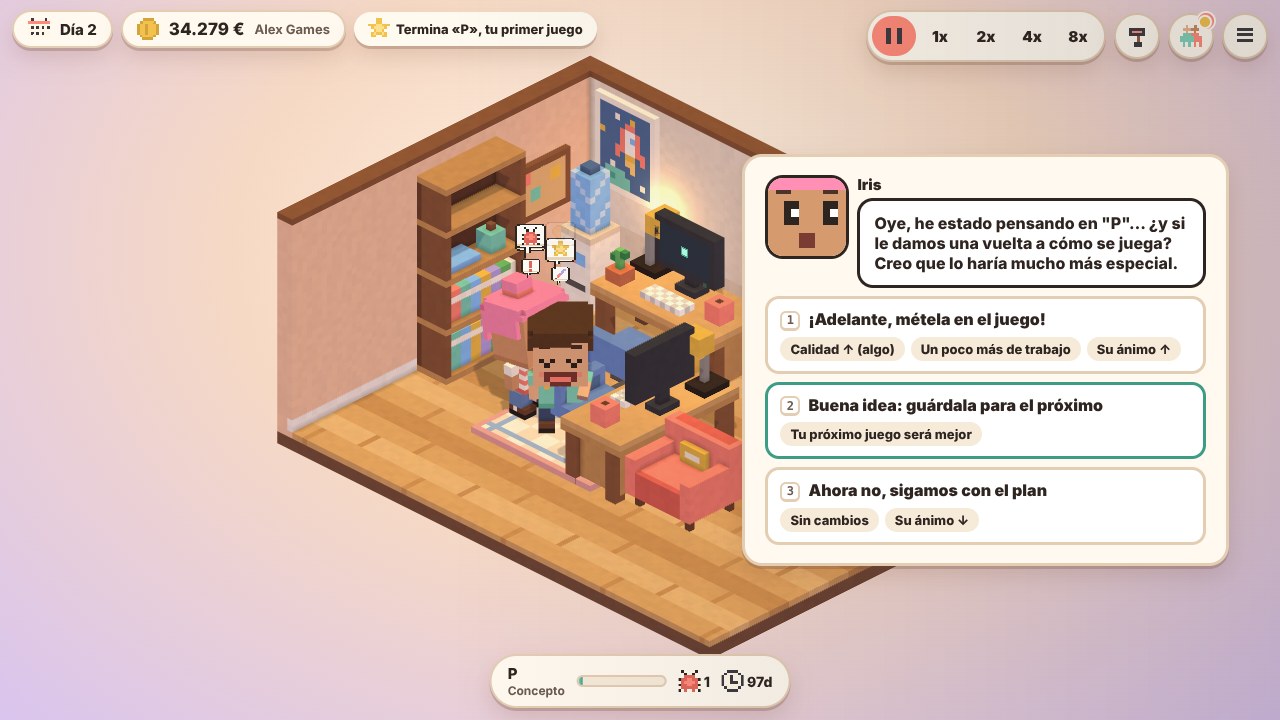 Día 2
34.279 € Alex Games
Termina «P», tu primer juego
1x 2x 4x 8x
Iris
Oye, he estado pensando en "P"... ¿y si
le damos una vuelta a cómo se juega?
Creo que lo haría mucho más especial.
1 ¡Adelante, métela en el juego!
Calidad ↑ (algo) Un poco más de trabajo Su ánimo ↑
2 Buena idea: guárdala para el próximo
Tu próximo juego será mejor
3 Ahora no, sigamos con el plan
Sin cambios Su ánimo ↓
P
Concepto
1 97d